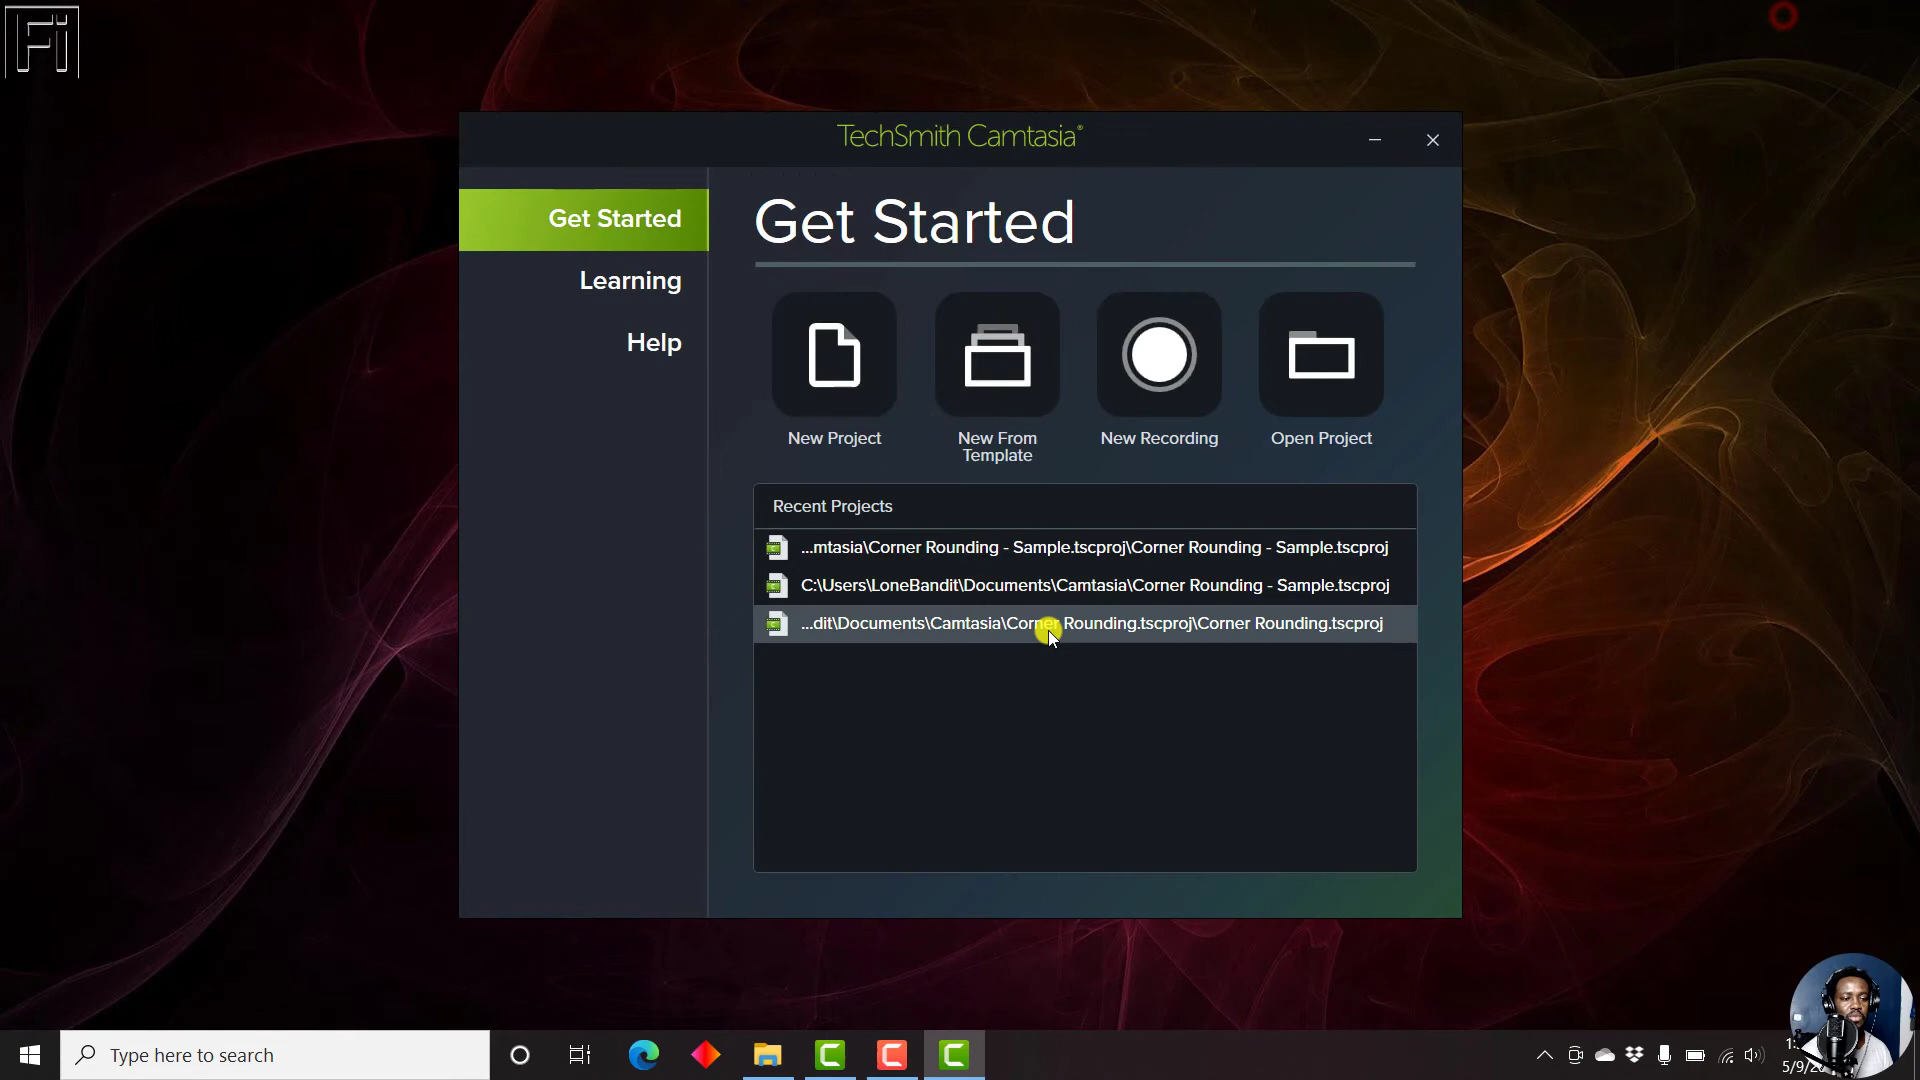 Fi
TechSmith Camtasia®
Get Started
Learning
Help
Get Started
New Project
New From
Template
New Recording
Open Project
Recent Projects
...mtasia\Corner Rounding - Sample.tscproj\Corner Rounding - Sample.tscproj
C:\Users\LoneBandit\Documents\Camtasia\Corner Rounding - Sample.tscproj
...dit\Documents\Camtasia\Corner Rounding.tscproj\Corner Rounding.tscproj
Type here to search